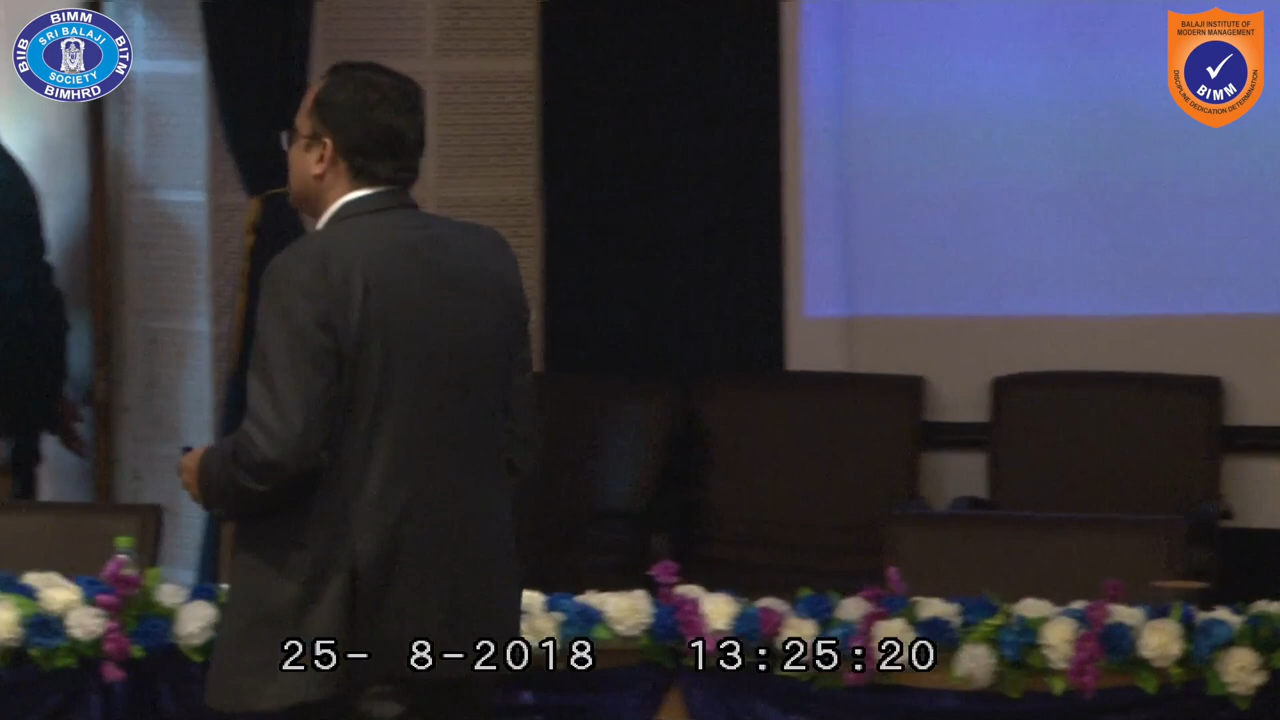 BIMM
BIIB
SRI BALAJI
BITM
SOCIETY
BIMHRD
BALAJI INSTITUTE OF
MODERN MANAGEMENT
BIMM
DISCIPLINE DEDICATION DETERMINATION
25- 8-2018 13:25:20